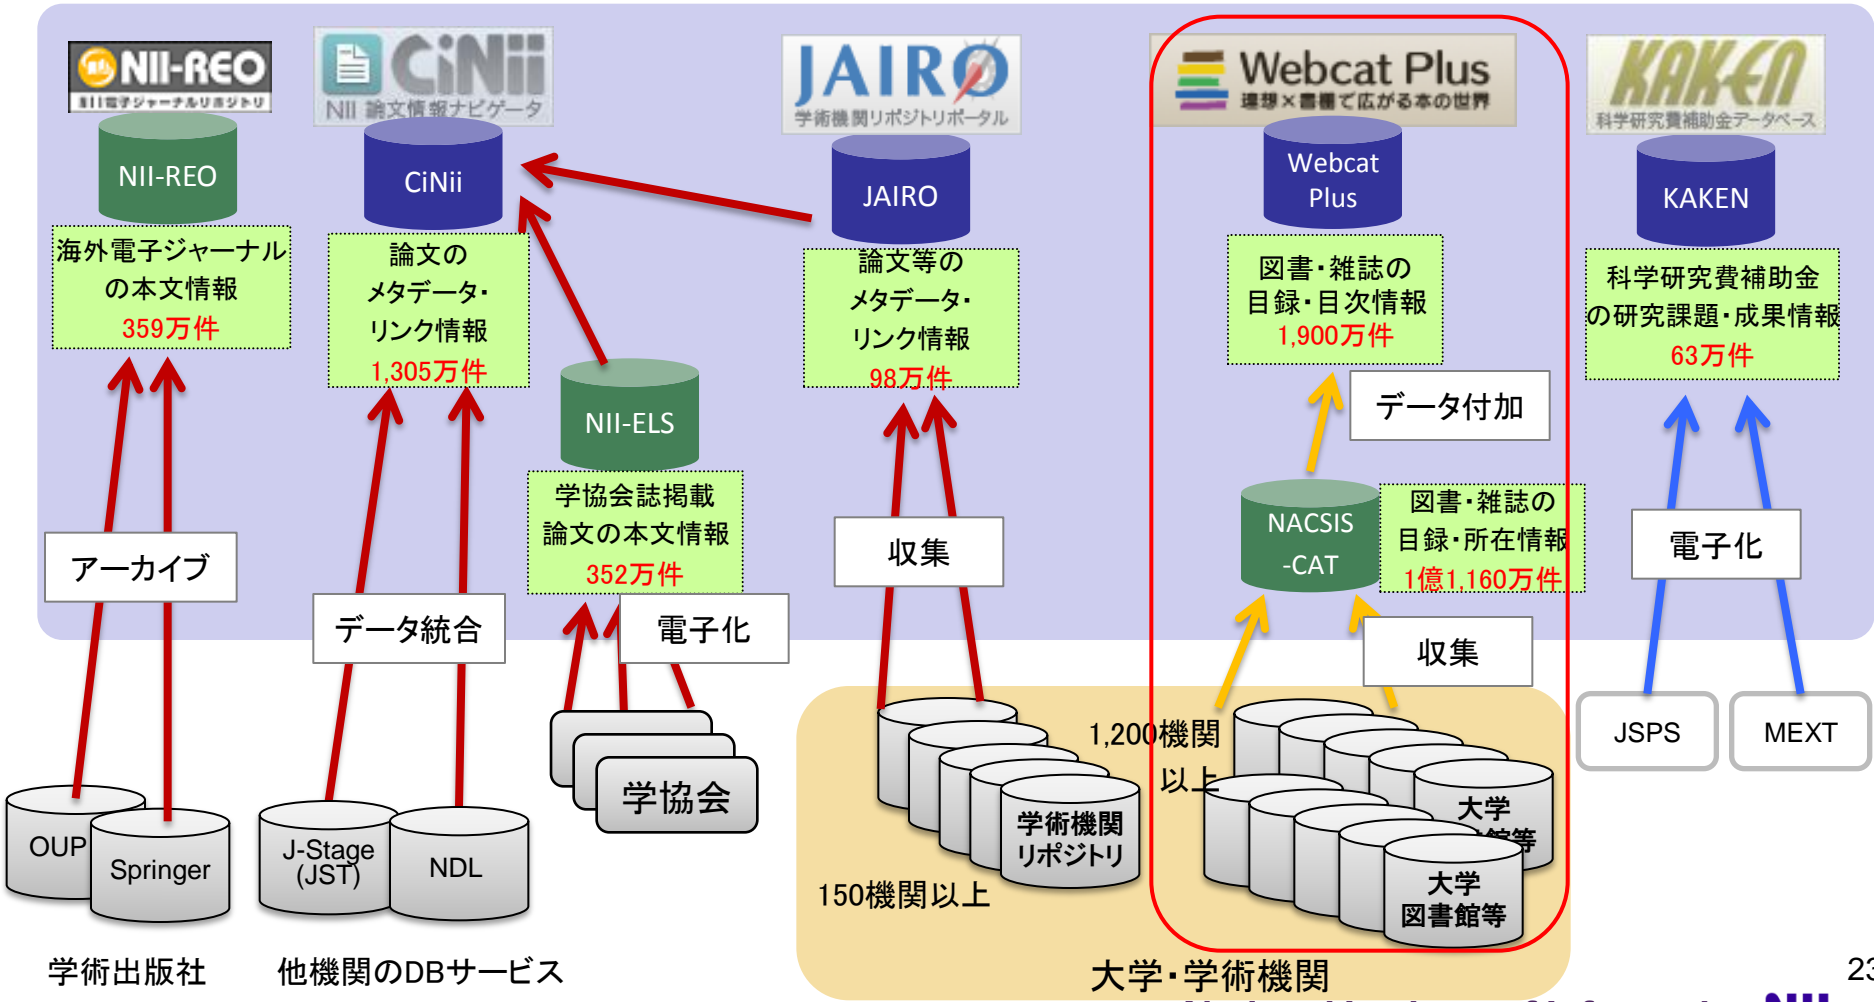 NII-REO
NII電子ジャーナルリポジトリ
CiNii
NII 論文情報ナビゲータ
JAIRO
学術機関リポジトリポータル
Webcat Plus
連想×書棚で広がる本の世界
KAKEN
科学研究費補助金データベース
NII-REO
海外電子ジャーナル
の本文情報
359万件
CiNii
論文の
メタデータ・
リンク情報
1,305万件
JAIRO
論文等の
メタデータ・
リンク情報
98万件
Webcat
Plus
図書・雑誌の
目録・目次情報
1,900万件
KAKEN
科学研究費補助金
の研究課題・成果情報
63万件
データ付加
NII-ELS
学協会誌掲載
論文の本文情報
352万件
NACSIS
-CAT
図書・雑誌の
目録・所在情報
1億1,160万件
アーカイブ
データ統合
電子化
収集
収集
電子化
OUP
Springer
J-Stage
(JST)
NDL
学協会
学術機関
リポジトリ
150機関以上
1,200機関
以上
大学
館等
大学
図書館等
JSPS
MEXT
学術出版社
他機関のDBサービス
大学・学術機関
23